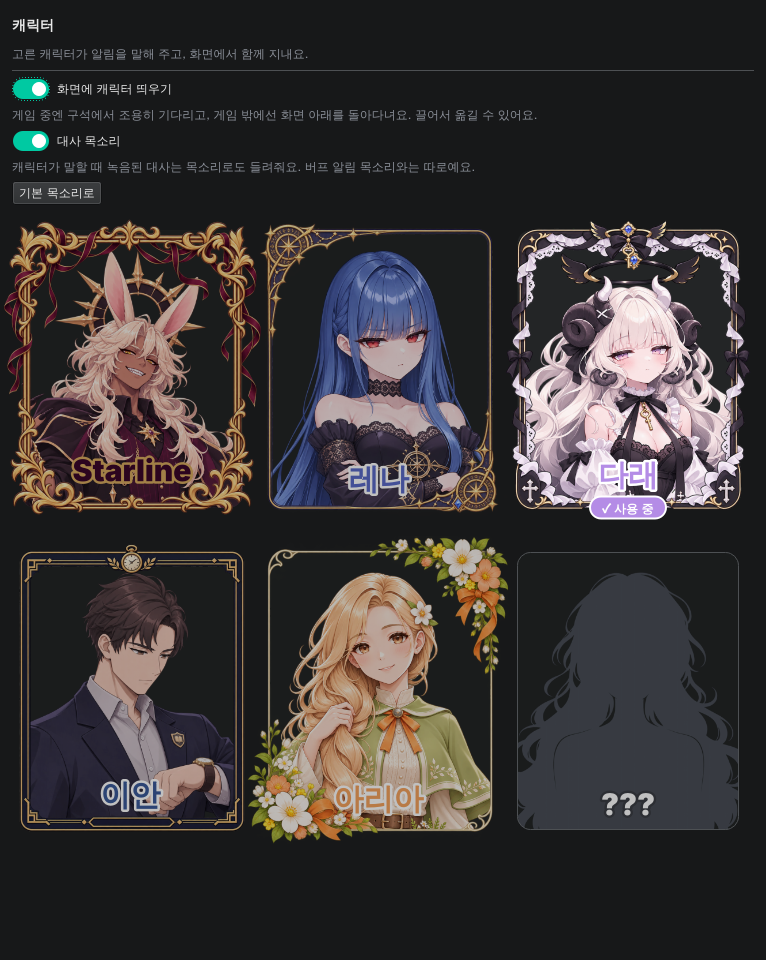 캐릭터
고른 캐릭터가 알림을 말해 주고, 화면에서 함께 지내요.
화면에 캐릭터 띄우기
게임 중엔 구석에서 조용히 기다리고, 게임 밖에선 화면 아래를 돌아다녀요. 끌어서 옮길 수 있어요.
대사 목소리
캐릭터가 말할 때 녹음된 대사는 목소리로도 들려줘요. 버프 알림 목소리와는 따로예요.
기본 목소리로
Starline
레나
다래
✓ 사용 중
이안
아리아
???